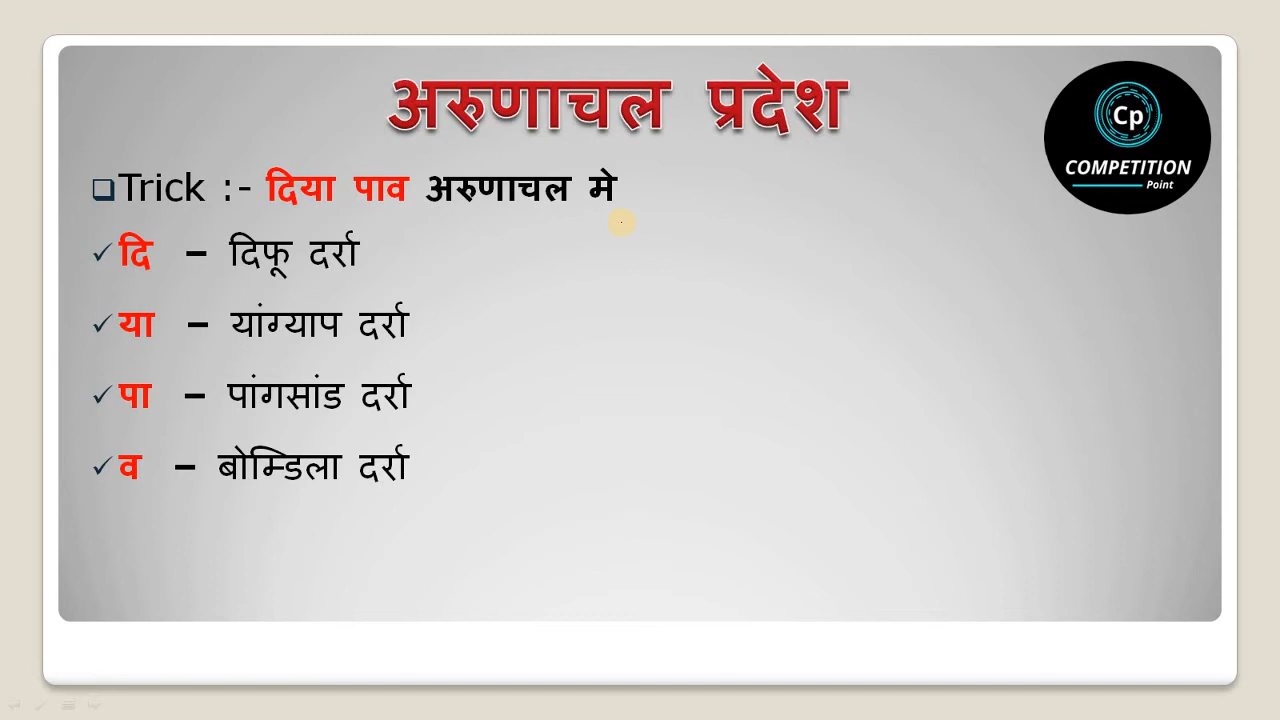 अरुणाचल प्रदेश
Cp
COMPETITION
Point
Trick :- दिया पाव अरुणाचल मे
दि – दिफू दर्रा
या – यांग्याप दर्रा
पा – पांगसांड दर्रा
व – बोम्डिला दर्रा